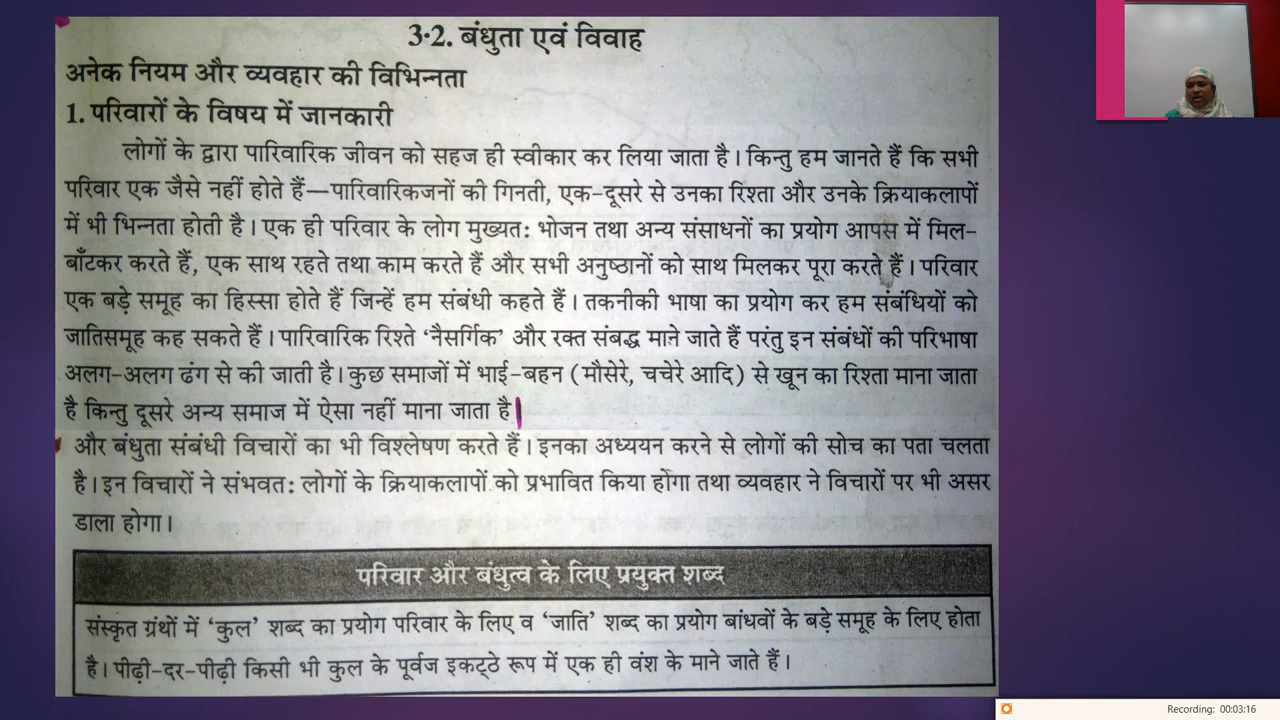 3·2. बंधुता एवं विवाह
अनेक नियम और व्यवहार की विभिन्नता
1. परिवारों के विषय में जानकारी
लोगों के द्वारा पारिवारिक जीवन को सहज ही स्वीकार कर लिया जाता है। किन्तु हम जानते हैं कि सभी
परिवार एक जैसे नहीं होते हैं—पारिवारिकजनों की गिनती, एक-दूसरे से उनका रिश्ता और उनके क्रियाकलापों
में भी भिन्नता होती है। एक ही परिवार के लोग मुख्यत: भोजन तथा अन्य संसाधनों का प्रयोग आपस में मिल-
बाँटकर करते हैं, एक साथ रहते तथा काम करते हैं और सभी अनुष्ठानों को साथ मिलकर पूरा करते हैं। परिवार
एक बड़े समूह का हिस्सा होते हैं जिन्हें हम संबंधी कहते हैं। तकनीकी भाषा का प्रयोग कर हम संबंधियों को
जातिसमूह कह सकते हैं। पारिवारिक रिश्ते ‘नैसर्गिक’ और रक्त संबद्ध माने जाते हैं परंतु इन संबंधों की परिभाषा
अलग-अलग ढंग से की जाती है। कुछ समाजों में भाई-बहन (मौसेरे, चचेरे आदि) से खून का रिश्ता माना जाता
है किन्तु दूसरे अन्य समाज में ऐसा नहीं माना जाता है|
और बंधुता संबंधी विचारों का भी विश्लेषण करते हैं। इनका अध्ययन करने से लोगों की सोच का पता चलता
है। इन विचारों ने संभवत: लोगों के क्रियाकलापों को प्रभावित किया होगा तथा व्यवहार ने विचारों पर भी असर
डाला होगा।
परिवार और बंधुत्व के लिए प्रयुक्त शब्द
संस्कृत ग्रंथों में ‘कुल’ शब्द का प्रयोग परिवार के लिए व ‘जाति’ शब्द का प्रयोग बांधवों के बड़े समूह के लिए होता
है। पीढ़ी-दर-पीढ़ी किसी भी कुल के पूर्वज इकट्ठे रूप में एक ही वंश के माने जाते हैं।
Recording: 00:03:16